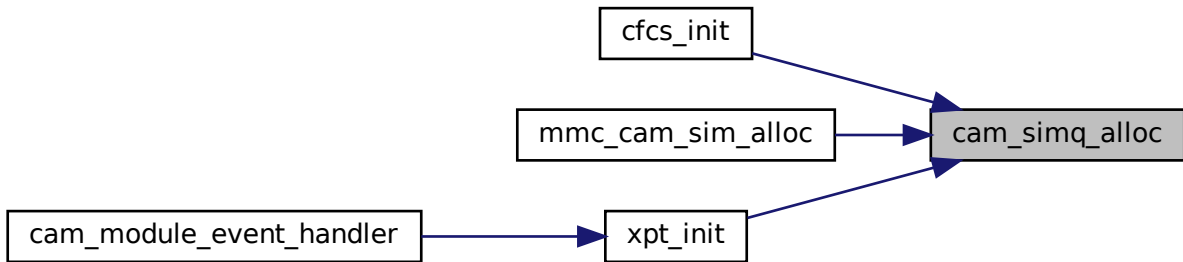 cfcs_init
mmc_cam_sim_alloc
cam_simq_alloc
cam_module_event_handler
xpt_init